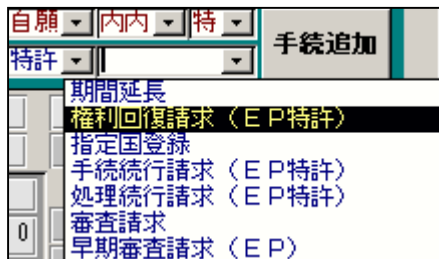 自願 内内 特
手続追加
特許
期間延長
権利回復請求（ＥＰ特許）
指定国登録
手続続行請求（ＥＰ特許）
処理続行請求（ＥＰ特許）
審査請求
0
早期審査請求（ＥＰ）